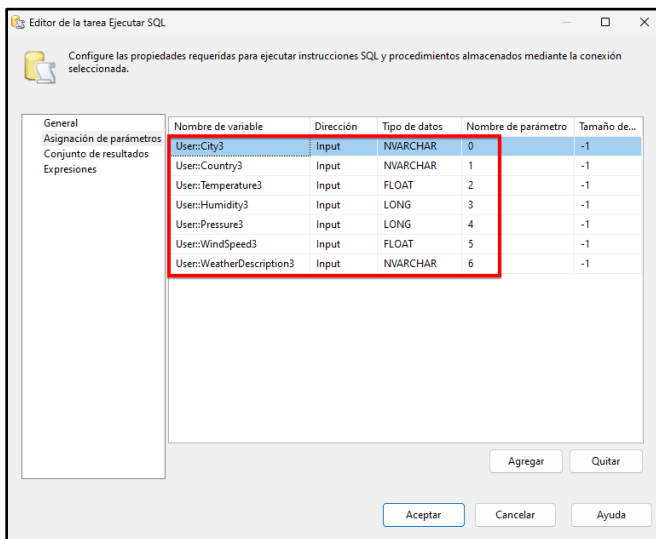 Editor de la tarea Ejecutar SQL
Configure las propiedades requeridas para ejecutar instrucciones SQL y procedimientos almacenados mediante la conexión
seleccionada.
General
Asignación de parámetros
Conjunto de resultados
Expresiones
Nombre de variable Dirección Tipo de datos Nombre de parámetro Tamaño de...
User::City3 Input NVARCHAR 0 -1
User::Country3 Input NVARCHAR 1 -1
User::Temperature3 Input FLOAT 2 -1
User::Humidity3 Input LONG 3 -1
User::Pressure3 Input LONG 4 -1
User::WindSpeed3 Input FLOAT 5 -1
User::WeatherDescription3 Input NVARCHAR 6 -1
Agregar Quitar
Aceptar Cancelar Ayuda